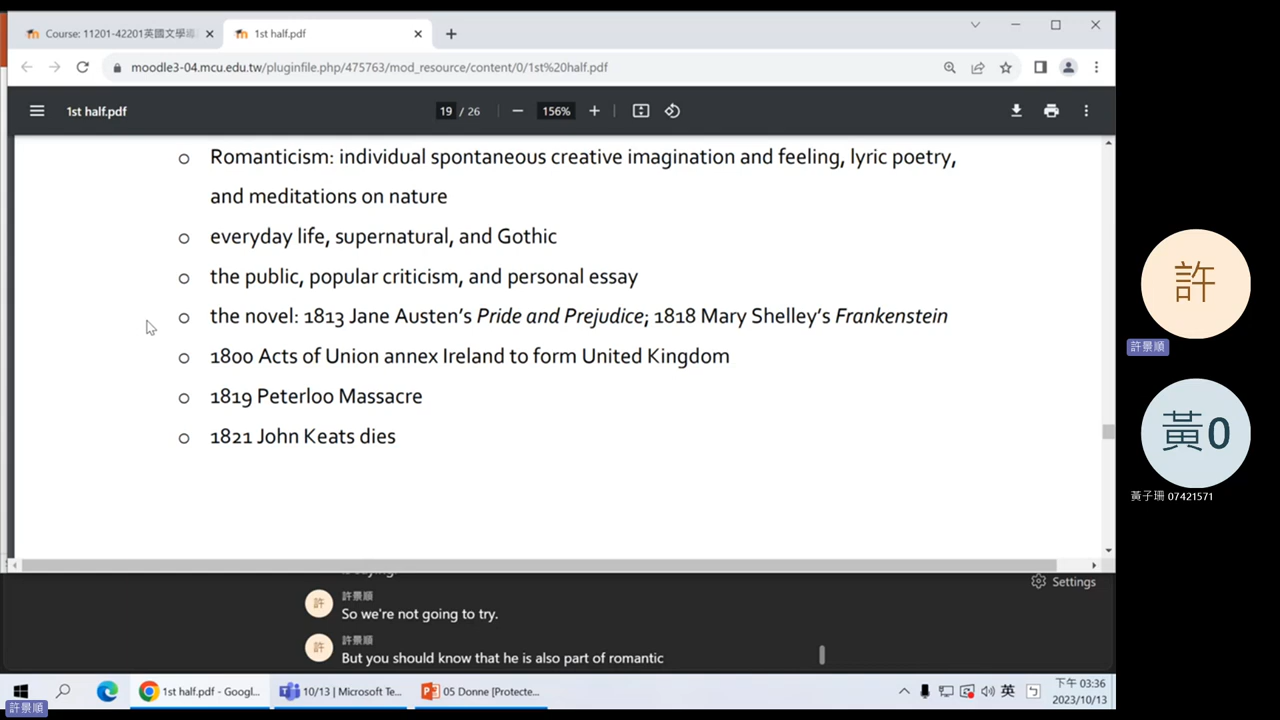 Course: 11201-42201英國文學
1st half.pdf
moodle3-04.mcu.edu.tw/pluginfile.php/475763/mod_resource/content/0/1st%20half.pdf
1st half.pdf
19 / 26
156%
Romanticism: individual spontaneous creative imagination and feeling, lyric poetry,
and meditations on nature
everyday life, supernatural, and Gothic
the public, popular criticism, and personal essay
the novel: 1813 Jane Austen’s Pride and Prejudice; 1818 Mary Shelley’s Frankenstein
1800 Acts of Union annex Ireland to form United Kingdom
1819 Peterloo Massacre
1821 John Keats dies
許
許景順
黃0
黃子珊 07421571
Settings
許
許景順
So we're not going to try.
許
許景順
But you should know that he is also part of romantic
1st half.pdf - Googl...
10/13 | Microsoft Te...
05 Donne [Protecte...
英
下午 03:36
2023/10/13
許景順